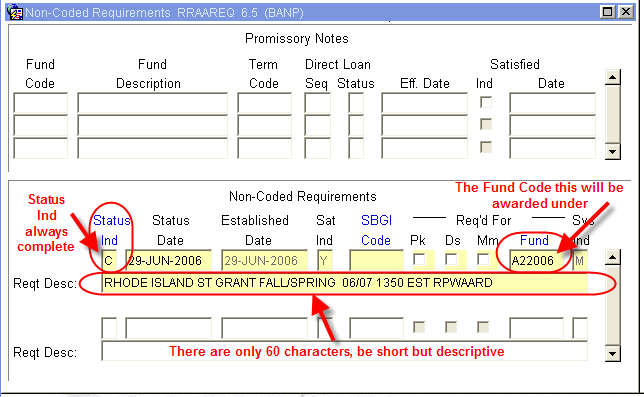 Non-Coded Requirements RRAAREQ 6.5 (BANP)
Promissory Notes
Fund Fund Term Direct Loan Satisfied
Code Description Code Seq Status Eff. Date Ind Date
Status
Ind
always
complete
Non-Coded Requirements
The Fund Code this will be
awarded under
Status Status Established Sat SBGI Req'd For Sys
Ind Date Date Ind Code Pk Ds Mm Fund Ind
C 29-JUN-2006 29-JUN-2006 Y A22006 M
Reqt Desc: RHODE ISLAND ST GRANT FALL/SPRING 06/07 1350 EST RPWAARD
There are only 60 characters, be short but descriptive
Reqt Desc: